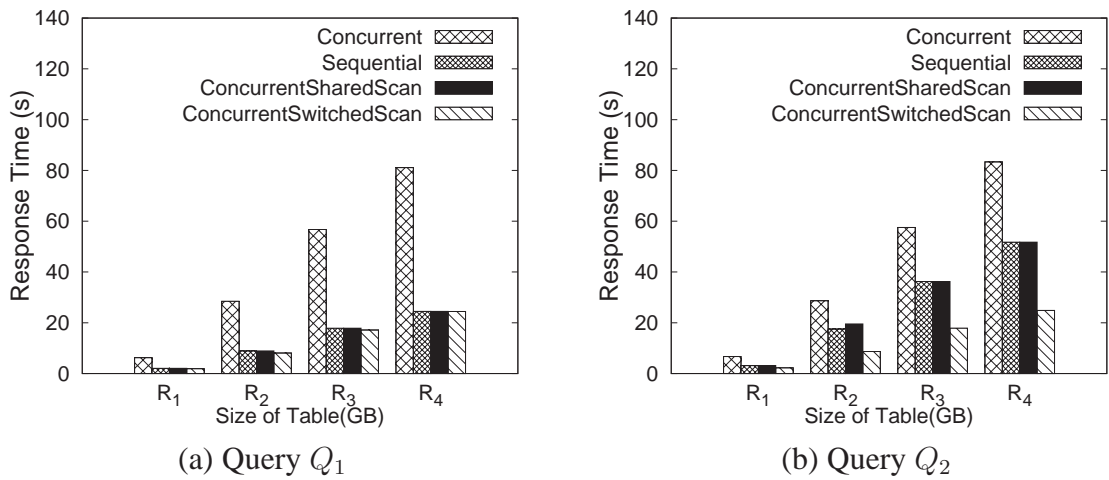 140
120
100
80
60
40
20
0
Response Time (s)
Concurrent
Sequential
ConcurrentSharedScan
ConcurrentSwitchedScan
R1 R2 R3 R4
Size of Table(GB)
(a) Query Q1
140
120
100
80
60
40
20
0
Response Time (s)
Concurrent
Sequential
ConcurrentSharedScan
ConcurrentSwitchedScan
R1 R2 R3 R4
Size of Table(GB)
(b) Query Q2